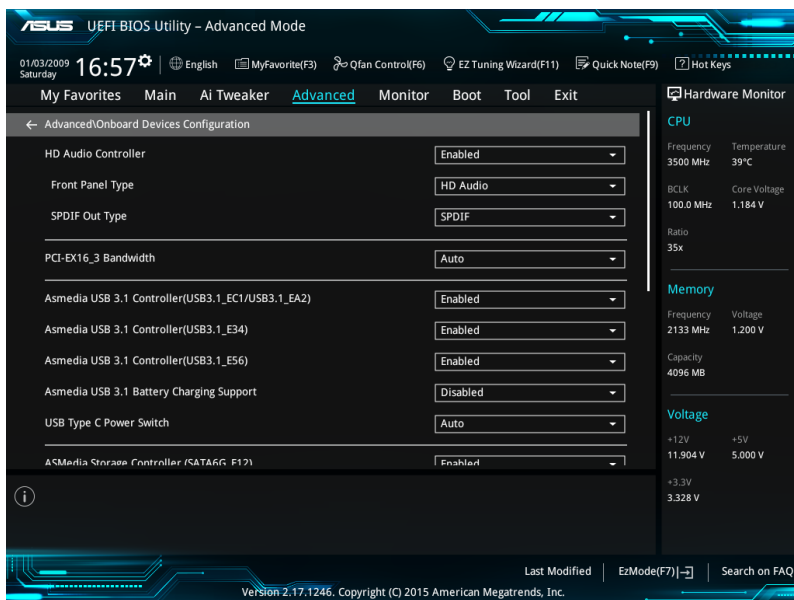 ASUS UEFI BIOS Utility – Advanced Mode
01/03/2009
Saturday
16:57
English
MyFavorite(F3)
Qfan Control(F6)
EZ Tuning Wizard(F11)
Quick Note(F9)
? Hot Keys
My Favorites Main Ai Tweaker Advanced Monitor Boot Tool Exit
Hardware Monitor
← Advanced\Onboard Devices Configuration
HD Audio Controller Enabled
Front Panel Type HD Audio
SPDIF Out Type SPDIF
PCI-EX16_3 Bandwidth Auto
Asmedia USB 3.1 Controller(USB3.1_EC1/USB3.1_EA2) Enabled
Asmedia USB 3.1 Controller(USB3.1_E34) Enabled
Asmedia USB 3.1 Controller(USB3.1_E56) Enabled
Asmedia USB 3.1 Battery Charging Support Disabled
USB Type C Power Switch Auto
ASMedia Storage Controller (SATA6G_E12) Enabled
CPU
Frequency Temperature
3500 MHz 39°C
BCLK Core Voltage
100.0 MHz 1.184 V
Ratio
35x
Memory
Frequency Voltage
2133 MHz 1.200 V
Capacity
4096 MB
Voltage
+12V +5V
11.904 V 5.000 V
+3.3V
3.328 V
Last Modified
EzMode(F7)
Search on FAQ
Version 2.17.1246. Copyright (C) 2015 American Megatrends, Inc.